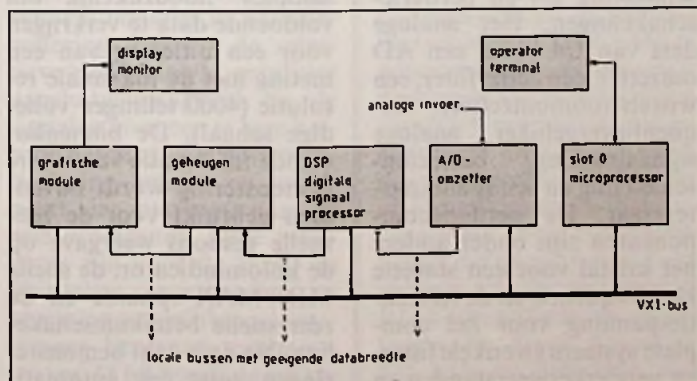 display
monitor
operator
terminal
analoge invoer
grafische
module
geheugen
module
DSP
digitale
signaal
processor
A/D-
omzetter
slot 0
microprocessor
VXI-bus
locale bussen met geëigende databreedte